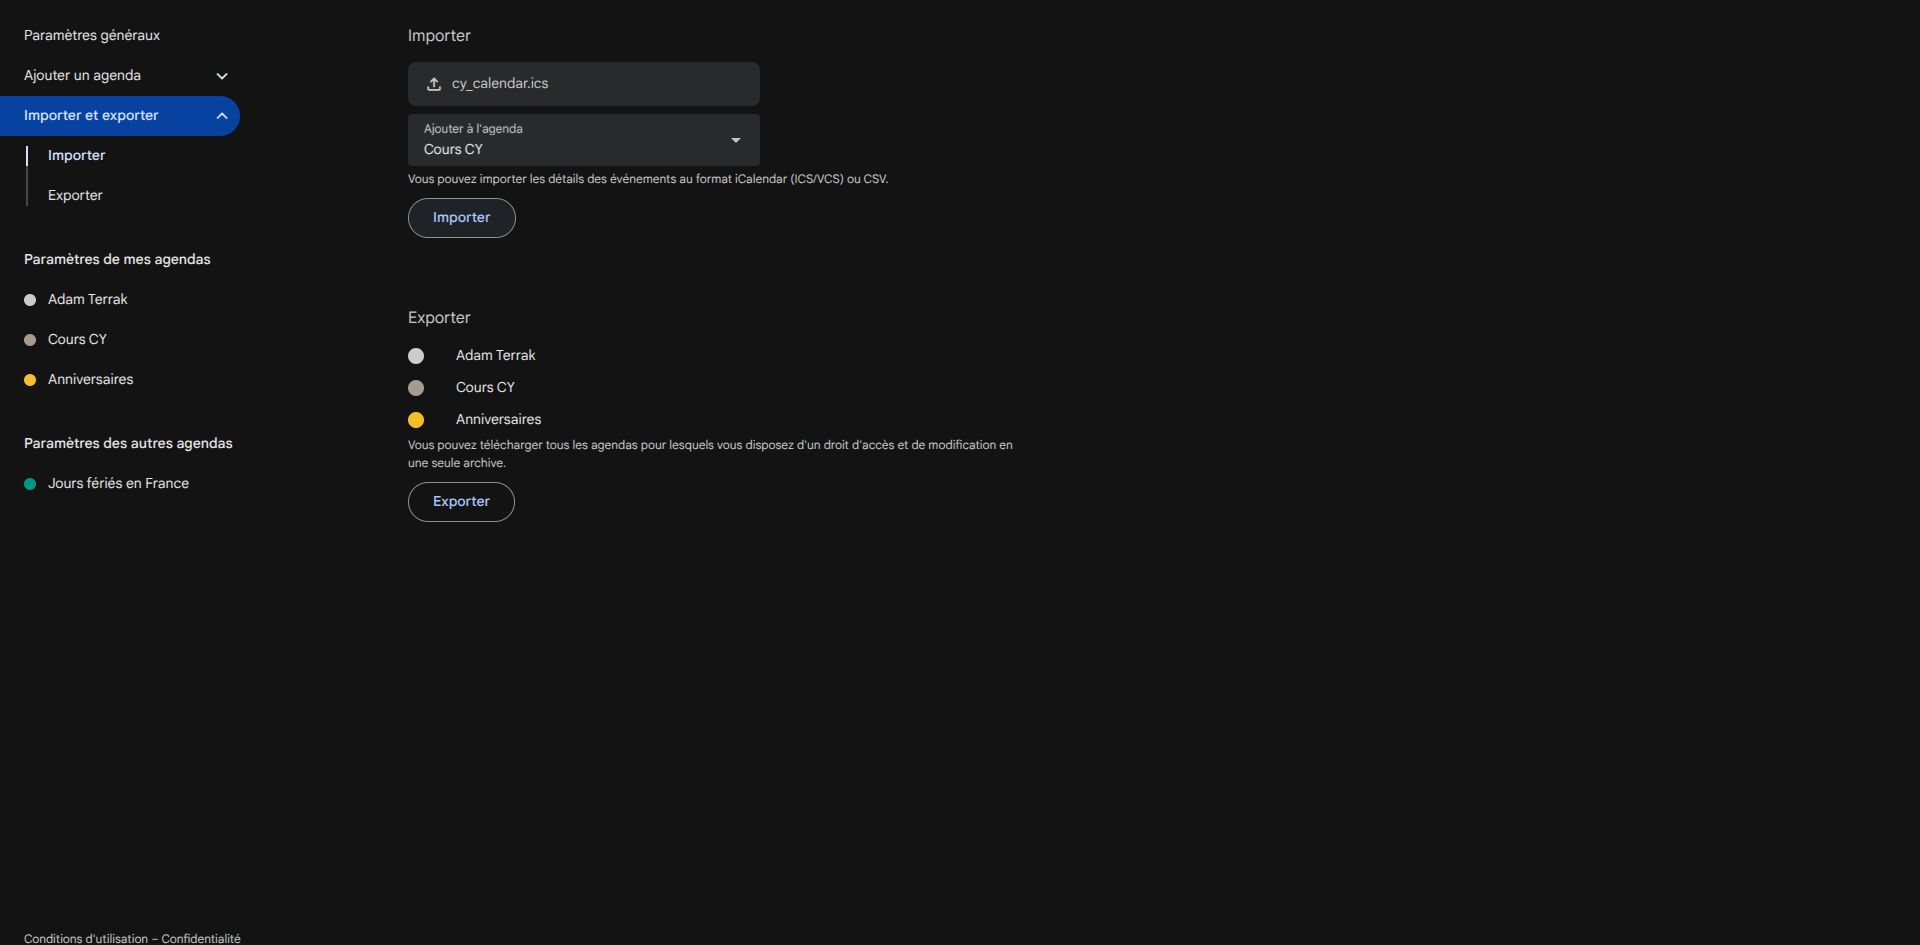 Paramètres généraux
Ajouter un agenda
Importer et exporter
Importer
Exporter
Paramètres de mes agendas
Adam Terrak
Cours CY
Anniversaires
Paramètres des autres agendas
Jours fériés en France
Importer
cy_calendar.ics
Ajouter à l'agenda
Cours CY
Vous pouvez importer les détails des événements au format iCalendar (ICS/VCS) ou CSV.
Importer
Exporter
Adam Terrak
Cours CY
Anniversaires
Vous pouvez télécharger tous les agendas pour lesquels vous disposez d'un droit d'accès et de modification en
une seule archive.
Exporter
Conditions d'utilisation – Confidentialité